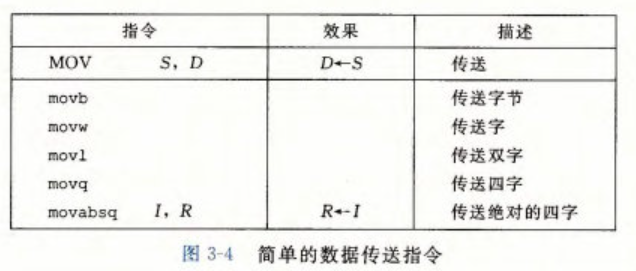 指令 效果 描述
MOV S, D D←S 传送
movb 传送字节
movw 传送字
movl 传送双字
movq 传送四字
movabsq I, R R←I 传送绝对的四字
图 3-4 简单的数据传送指令